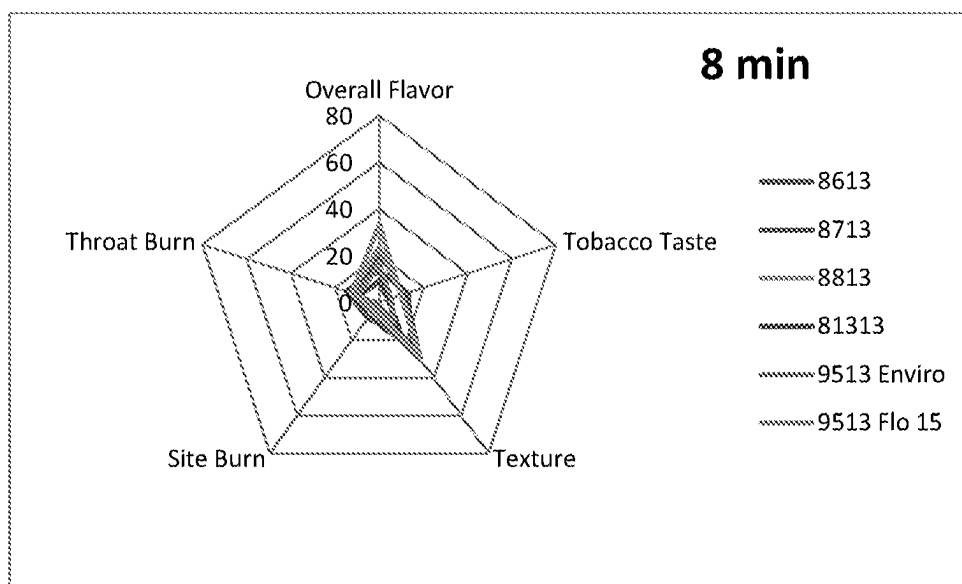 8 min
Overall Flavor
80
60
40
20
0
Throat Burn
Tobacco Taste
Site Burn
Texture
8613
8713
8813
81313
9513 Enviro
9513 Flo 15